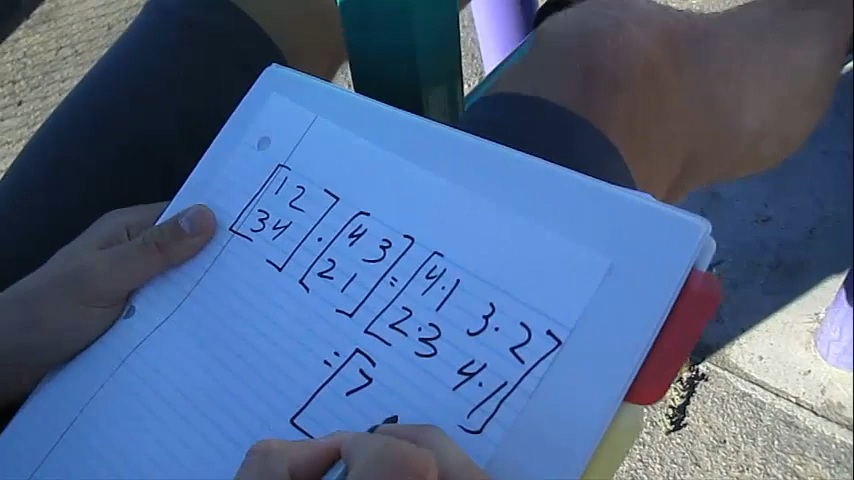 [1 2 3 4] · [4 3 2 1] = [4·1 3·2 2·3 4·1]
= [7